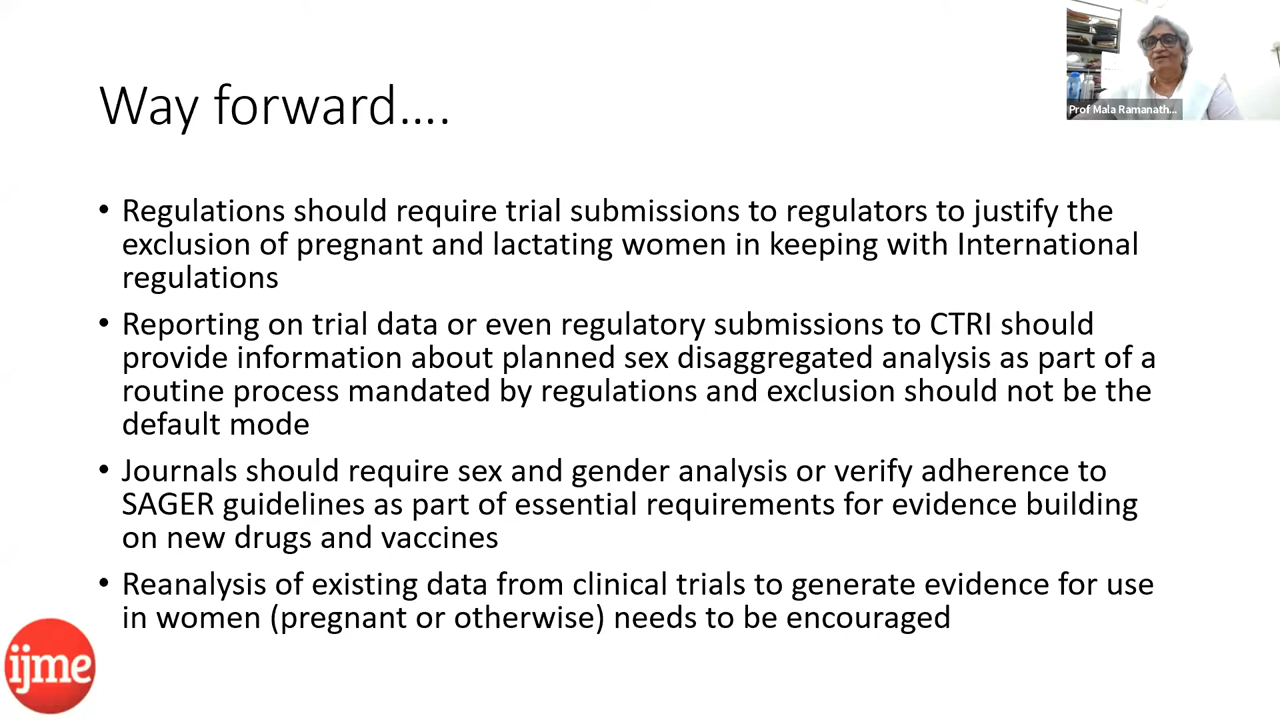 Way forward....
Prof Mala Ramanath...
• Regulations should require trial submissions to regulators to justify the
exclusion of pregnant and lactating women in keeping with International
regulations
• Reporting on trial data or even regulatory submissions to CTRI should
provide information about planned sex disaggregated analysis as part of a
routine process mandated by regulations and exclusion should not be the
default mode
• Journals should require sex and gender analysis or verify adherence to
SAGER guidelines as part of essential requirements for evidence building
on new drugs and vaccines
• Reanalysis of existing data from clinical trials to generate evidence for use
in women (pregnant or otherwise) needs to be encouraged
ijme